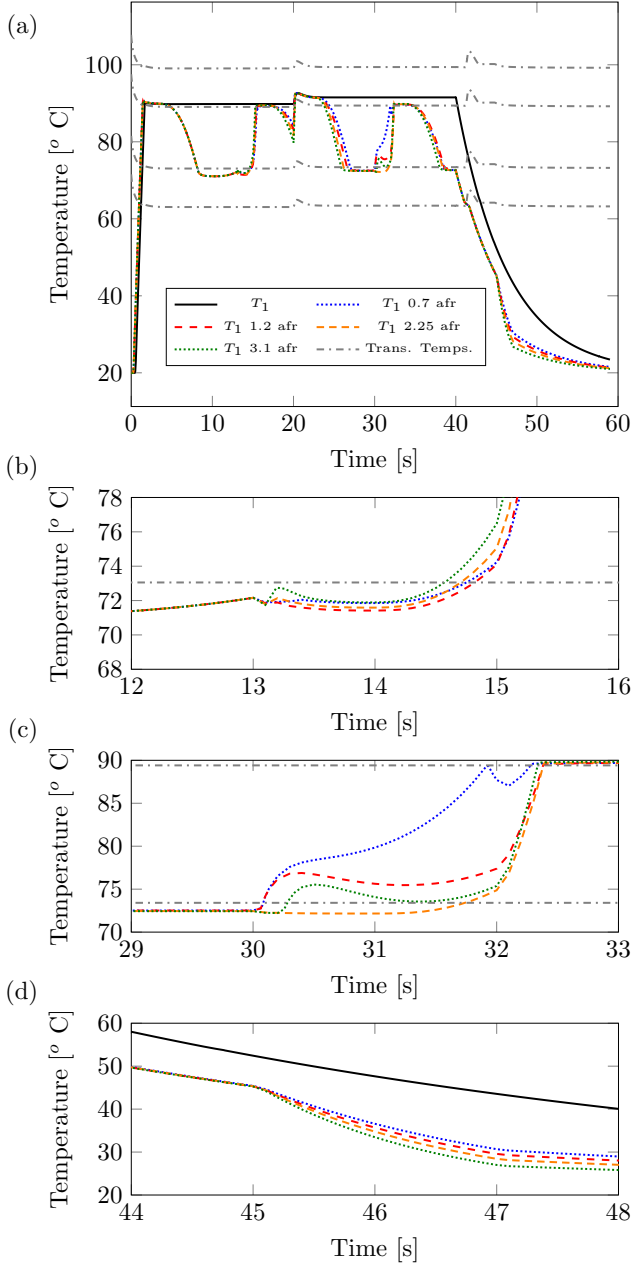 (a)
Temperature [° C]
100
80
60
40
20
T₁
T₁ 0.7 afr
T₁ 1.2 afr
T₁ 2.25 afr
T₁ 3.1 afr
Trans. Temps.
0 10 20 30 40 50 60
Time [s]
(b)
Temperature [° C]
78
76
74
72
70
68
12 13 14 15 16
Time [s]
(c)
Temperature [° C]
90
85
80
75
70
29 30 31 32 33
Time [s]
(d)
Temperature [° C]
60
50
40
30
20
44 45 46 47 48
Time [s]